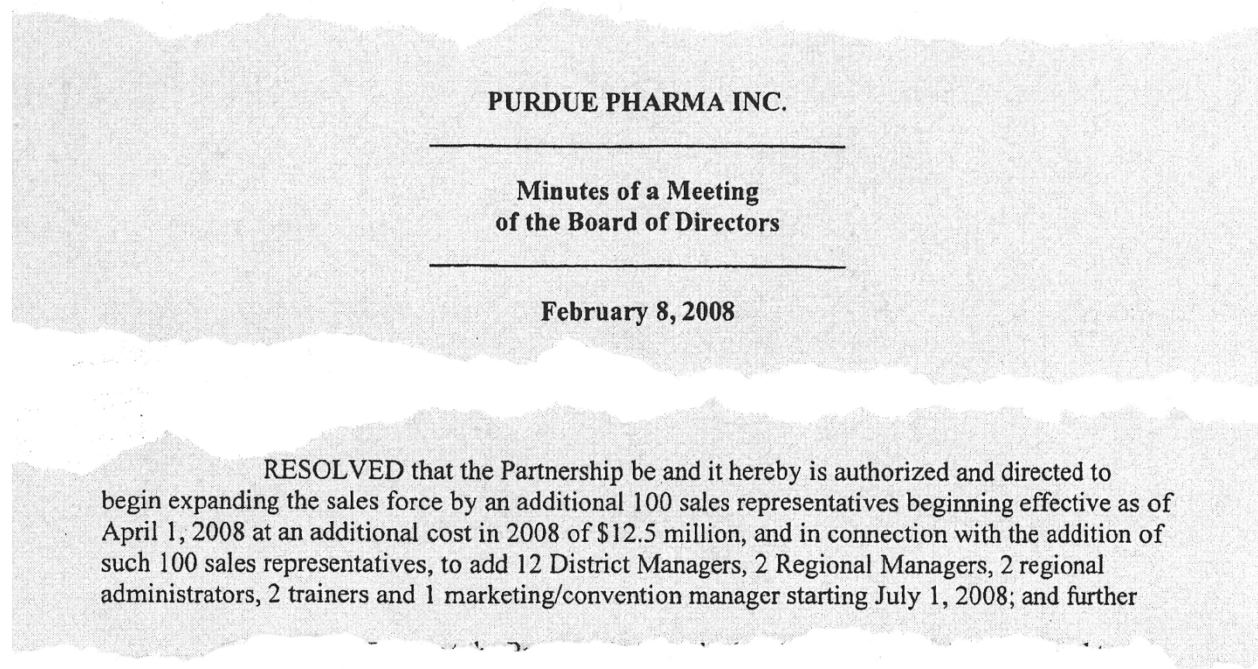 PURDUE PHARMA INC.
Minutes of a Meeting
of the Board of Directors
February 8, 2008
RESOLVED that the Partnership be and it hereby is authorized and directed to
begin expanding the sales force by an additional 100 sales representatives beginning effective as of
April 1, 2008 at an additional cost in 2008 of $12.5 million, and in connection with the addition of
such 100 sales representatives, to add 12 District Managers, 2 Regional Managers, 2 regional
administrators, 2 trainers and 1 marketing/convention manager starting July 1, 2008; and further